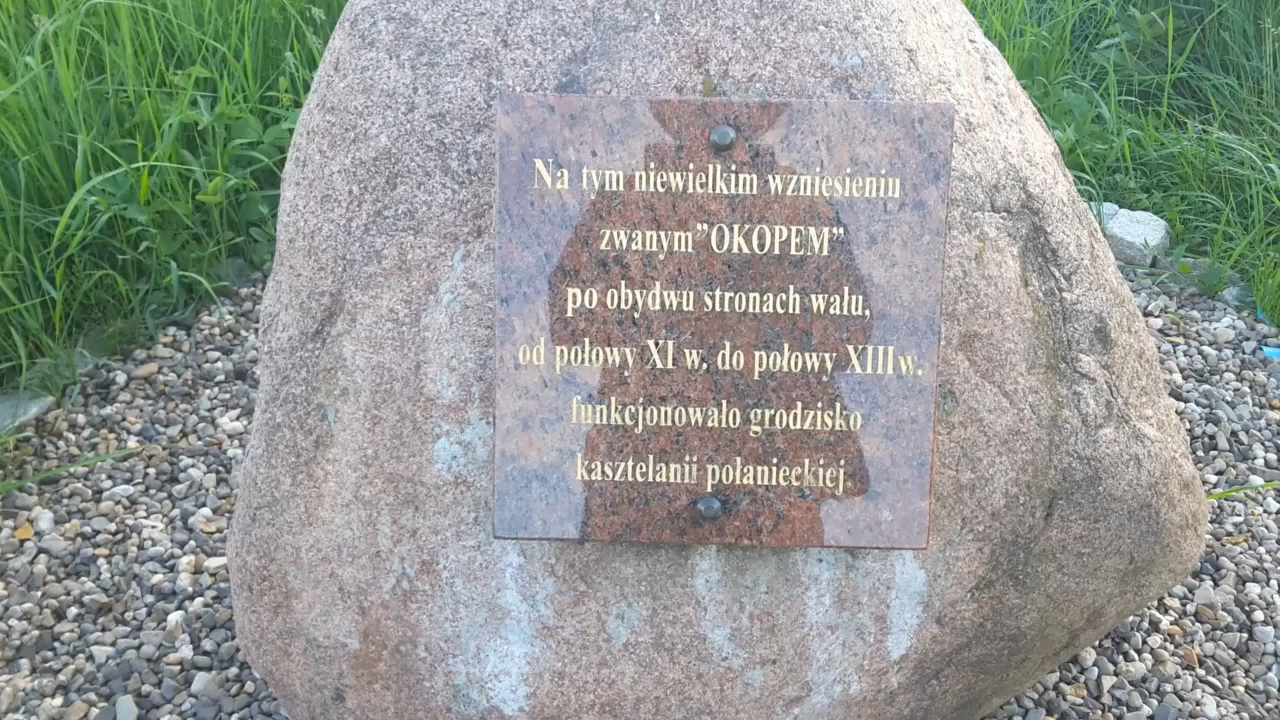 Na tym niewielkim wzniesieniu
zwanym"OKOPEM"
po obydwu stronach wału,
od połowy XI w. do połowy XIII w.
funkcjonowało grodzisko
kasztelanii połanieckiej